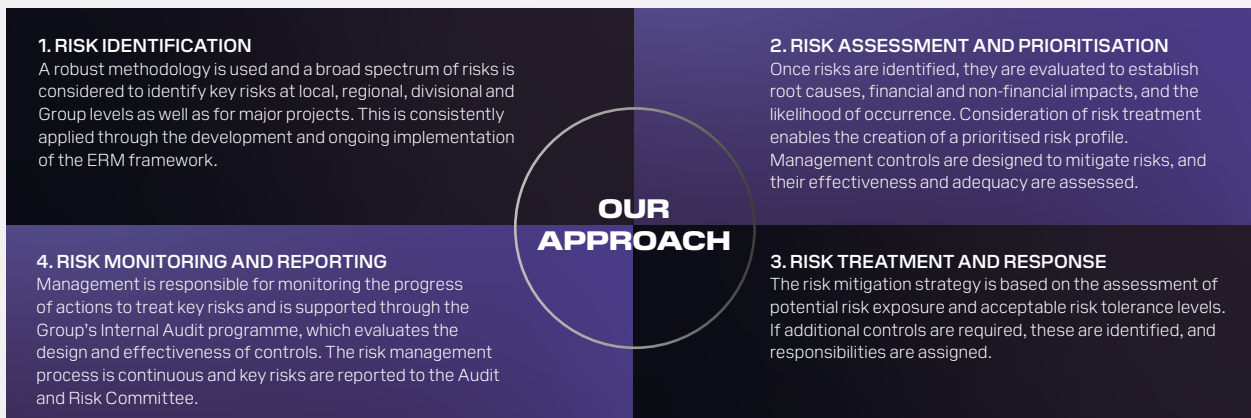 1. RISK IDENTIFICATION
A robust methodology is used and a broad spectrum of risks is
considered to identify key risks at local, regional, divisional and
Group levels as well as for major projects. This is consistently
applied through the development and ongoing implementation
of the ERM framework.
2. RISK ASSESSMENT AND PRIORITISATION
Once risks are identified, they are evaluated to establish
root causes, financial and non-financial impacts, and the
likelihood of occurrence. Consideration of risk treatment
enables the creation of a prioritised risk profile.
Management controls are designed to mitigate risks, and
their effectiveness and adequacy are assessed.
OUR
APPROACH
3. RISK TREATMENT AND RESPONSE
The risk mitigation strategy is based on the assessment of
potential risk exposure and acceptable risk tolerance levels.
If additional controls are required, these are identified, and
responsibilities are assigned.
4. RISK MONITORING AND REPORTING
Management is responsible for monitoring the progress
of actions to treat key risks and is supported through the
Group's Internal Audit programme, which evaluates the
design and effectiveness of controls. The risk management
process is continuous and key risks are reported to the Audit
and Risk Committee.